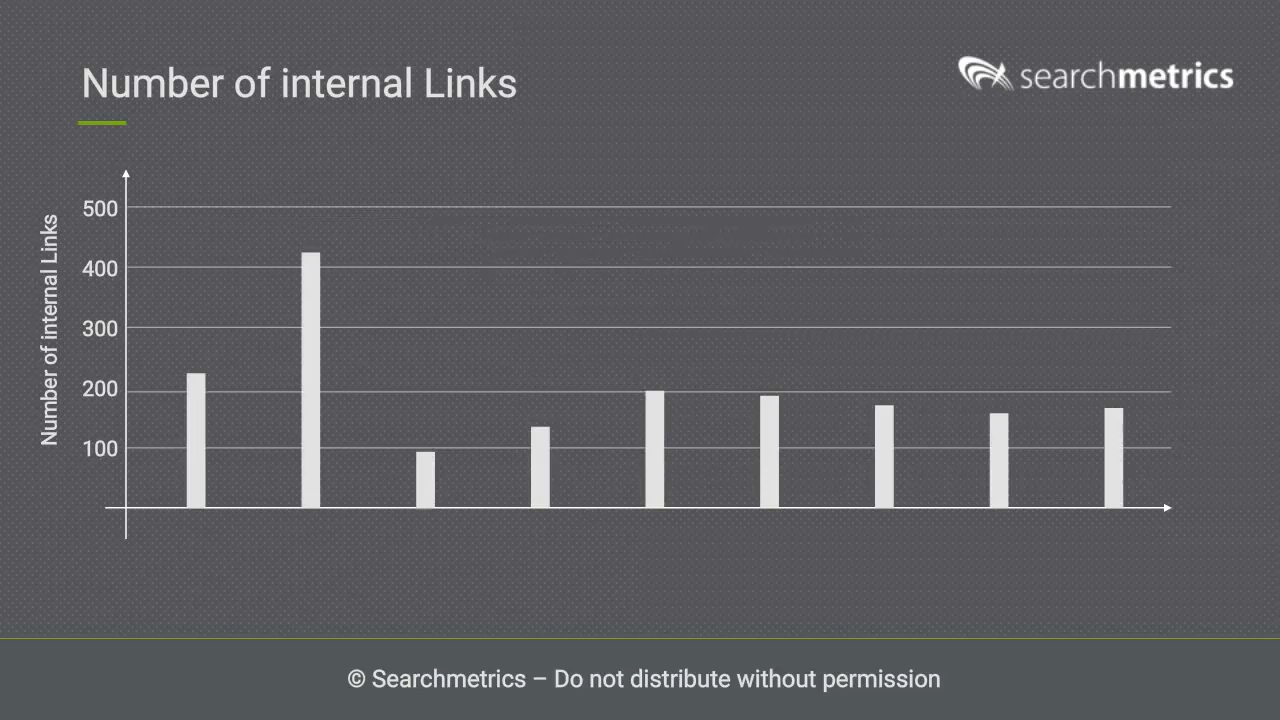 Number of internal Links
searchmetrics
Number of internal Links
500
400
300
200
100
© Searchmetrics – Do not distribute without permission